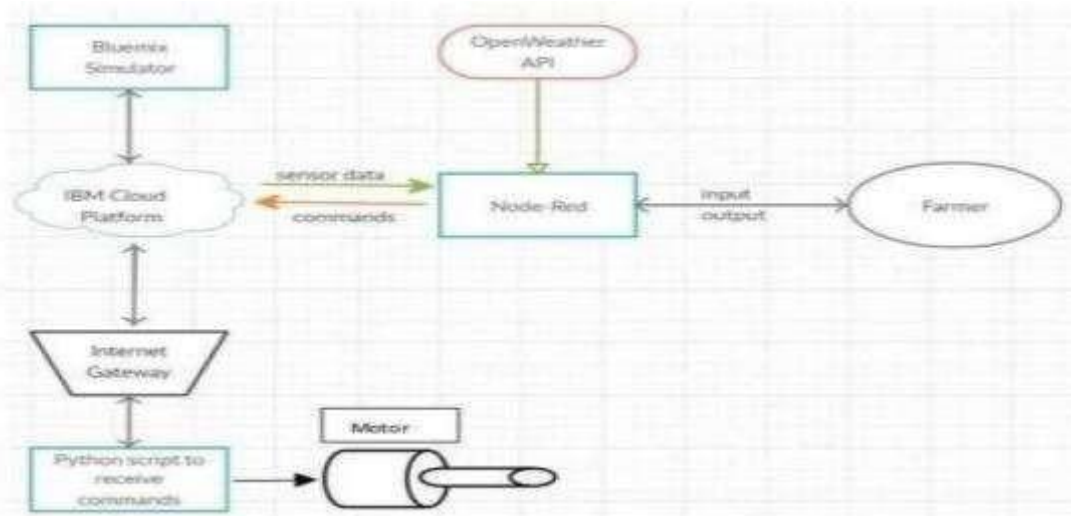 Bluemix
Simulator
OpenWeather
API
IBM Cloud
Platform
sensor data
commands
Node-Red
input
output
Farmer
Internet
Gateway
Motor
Python script to
receive
commands